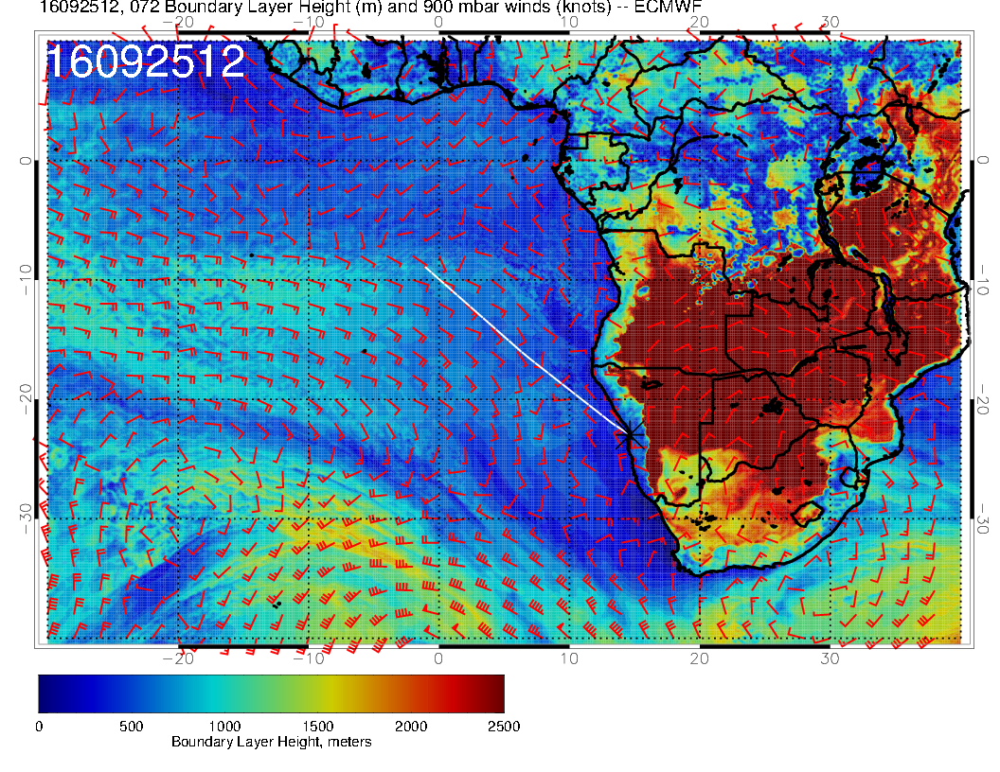 16092512, 072 Boundary Layer Height (m) and 900 mbar winds (knots) -- ECMWF
−20 −10 0 10 20 30
16092512
0 0
−10 −10
−20 −20
−30 −30
−20 −10 0 10 20 30
0 500 1000 1500 2000 2500
Boundary Layer Height, meters